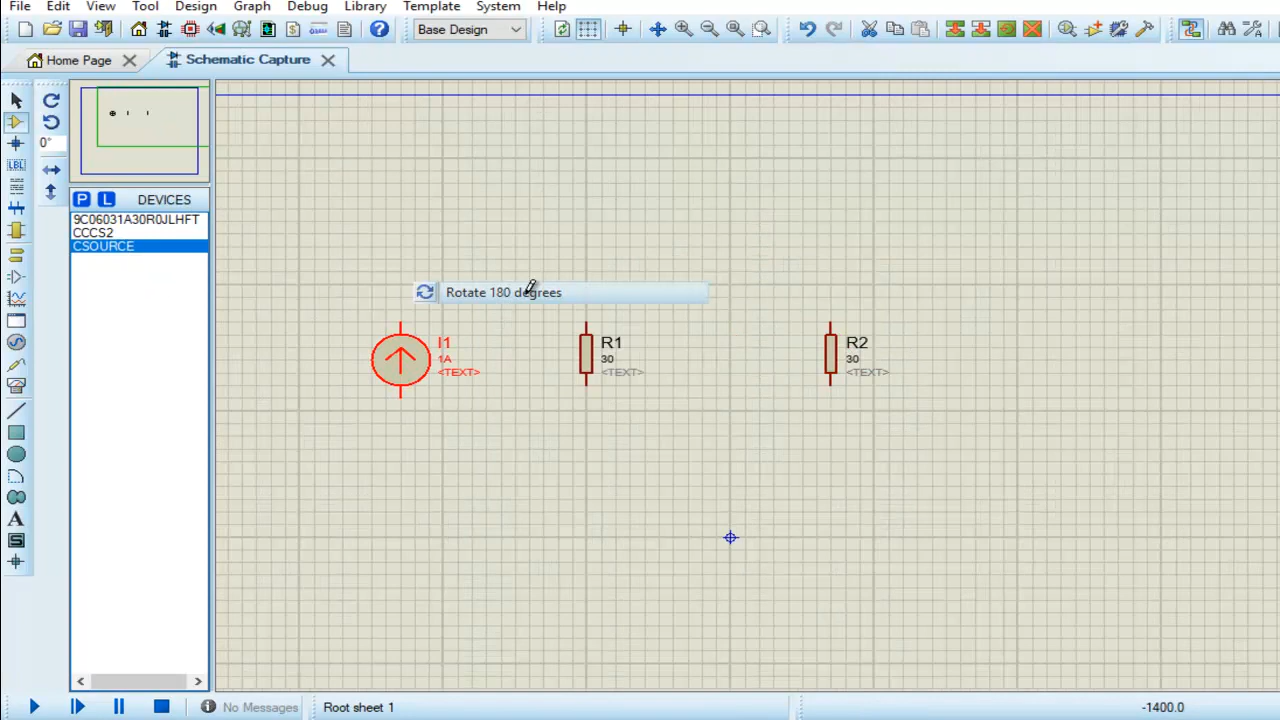 File Edit View Tool Design Graph Debug Library Template System Help
Base Design
Home Page Schematic Capture
0°
LBL
P L DEVICES
9C06031A30R0JLHFT
CCCS2
CSOURCE
Rotate 180 degrees
I1
1A
<TEXT>
R1
30
<TEXT>
R2
30
<TEXT>
A
S
No Messages Root sheet 1 -1400.0